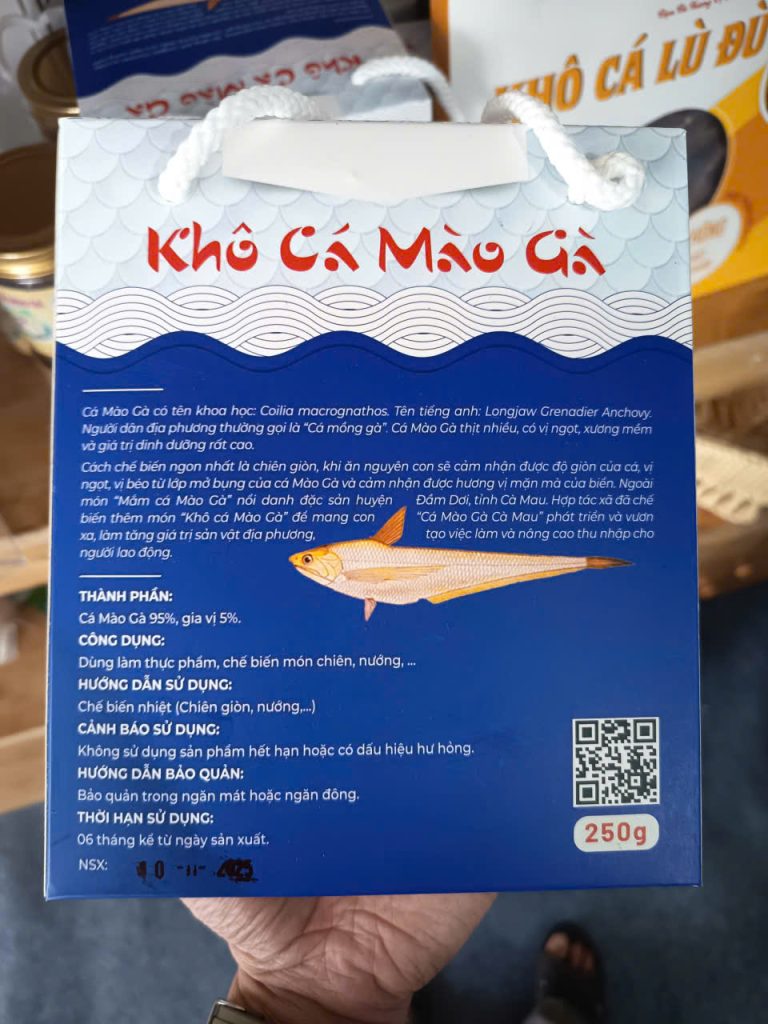 Khô Cá Mào Gà
KHÔ CÁ LÙ ĐÙ
Khô Cá Mào Gà
Cá Mào Gà có tên khoa học: Coilia macrognathos. Tên tiếng anh: Longjaw Grenadier Anchovy.
Người dân địa phương thường gọi là “Cá mồng gà”. Cá Mào Gà thịt nhiều, có vị ngọt, xương mềm
và giá trị dinh dưỡng rất cao.
Cách chế biến ngon nhất là chiên giòn, khi ăn nguyên con sẽ cảm nhận được độ giòn của cá, vị
ngọt, vị béo từ lớp mỡ bụng của cá Mào Gà và cảm nhận được hương vị mặn mà của biển. Ngoài
món “Mắm cá Mào Gà” nổi danh đặc sản huyện Đầm Dơi, tỉnh Cà Mau. Hợp tác xã đã chế
biến thêm món “Khô cá Mào Gà” để mang con “Cá Mào Gà Cà Mau” phát triển và vươn
xa, làm tăng giá trị sản vật địa phương, tạo việc làm và nâng cao thu nhập cho
người lao động.
THÀNH PHẦN:
Cá Mào Gà 95%, gia vị 5%.
CÔNG DỤNG:
Dùng làm thực phẩm, chế biến món chiên, nướng, ...
HƯỚNG DẪN SỬ DỤNG:
Chế biến nhiệt (Chiên giòn, nướng,...)
CẢNH BÁO SỬ DỤNG:
Không sử dụng sản phẩm hết hạn hoặc có dấu hiệu hư hỏng.
HƯỚNG DẪN BẢO QUẢN:
Bảo quản trong ngăn mát hoặc ngăn đông.
THỜI HẠN SỬ DỤNG:
06 tháng kể từ ngày sản xuất.
250g
NSX: 10 -11- 2025